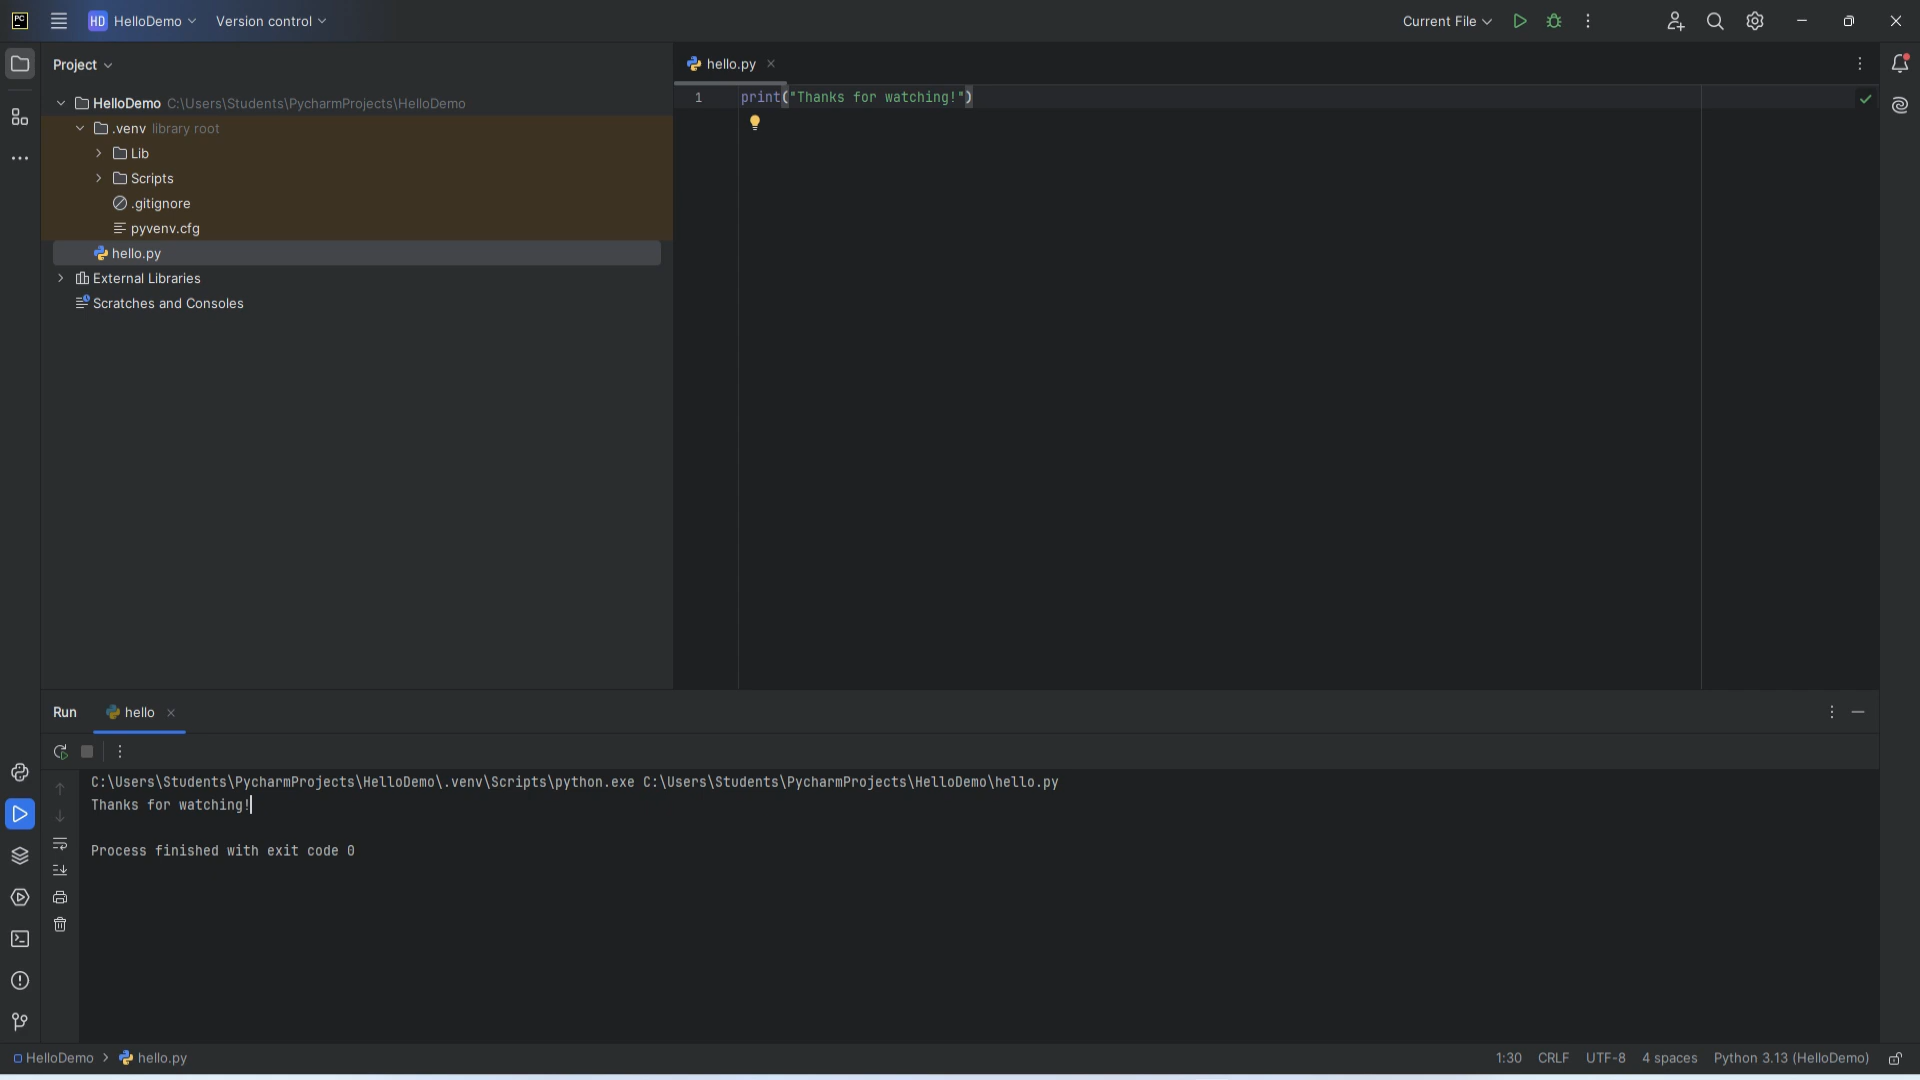 PC HD HelloDemo Version control Current File
Project
hello.py
HelloDemo C:\Users\Students\PycharmProjects\HelloDemo
1 print("Thanks for watching!")
.venv library root
Lib
Scripts
.gitignore
pyvenv.cfg
hello.py
External Libraries
Scratches and Consoles
Run hello
C:\Users\Students\PycharmProjects\HelloDemo\.venv\Scripts\python.exe C:\Users\Students\PycharmProjects\HelloDemo\hello.py
Thanks for watching!
Process finished with exit code 0
HelloDemo hello.py 1:30 CRLF UTF-8 4 spaces Python 3.13 (HelloDemo)